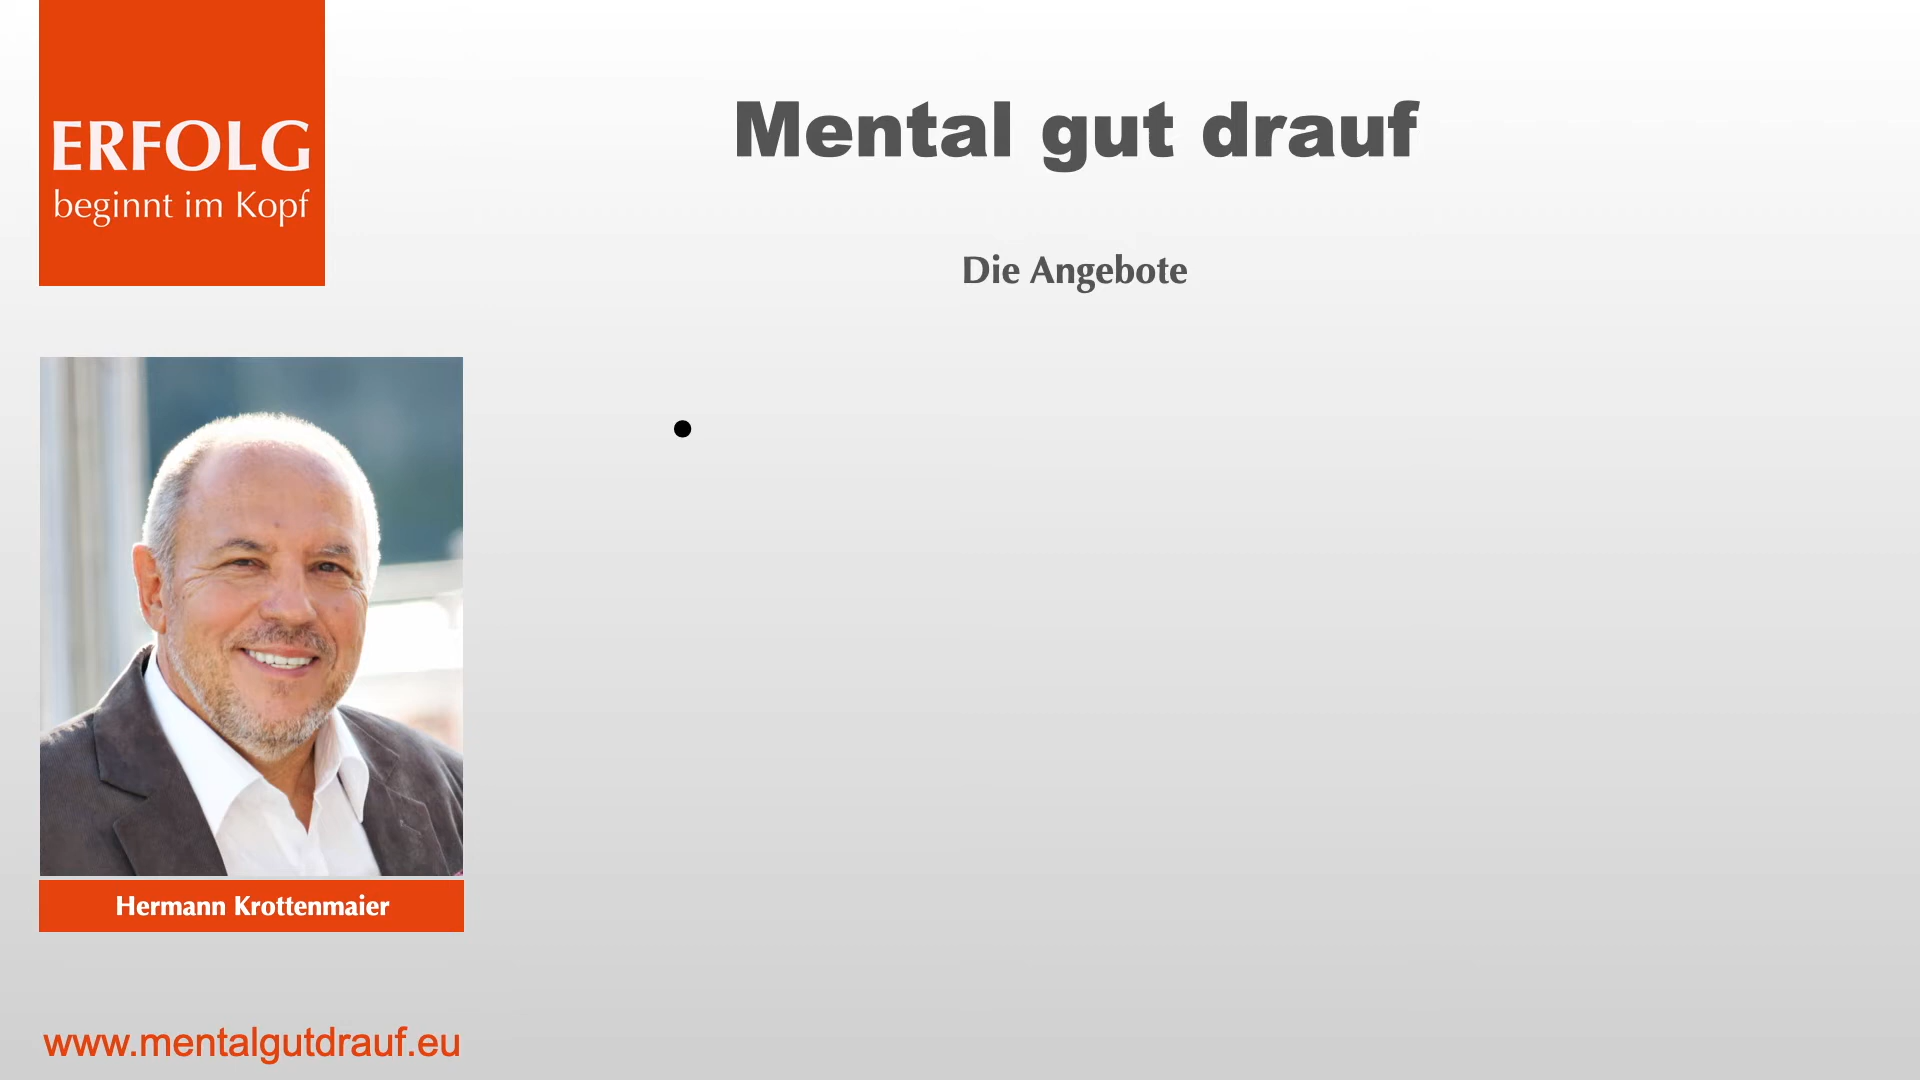 ERFOLG
beginnt im Kopf
Mental gut drauf
Die Angebote
•
Hermann Krottenmaier
www.mentalgutdrauf.eu